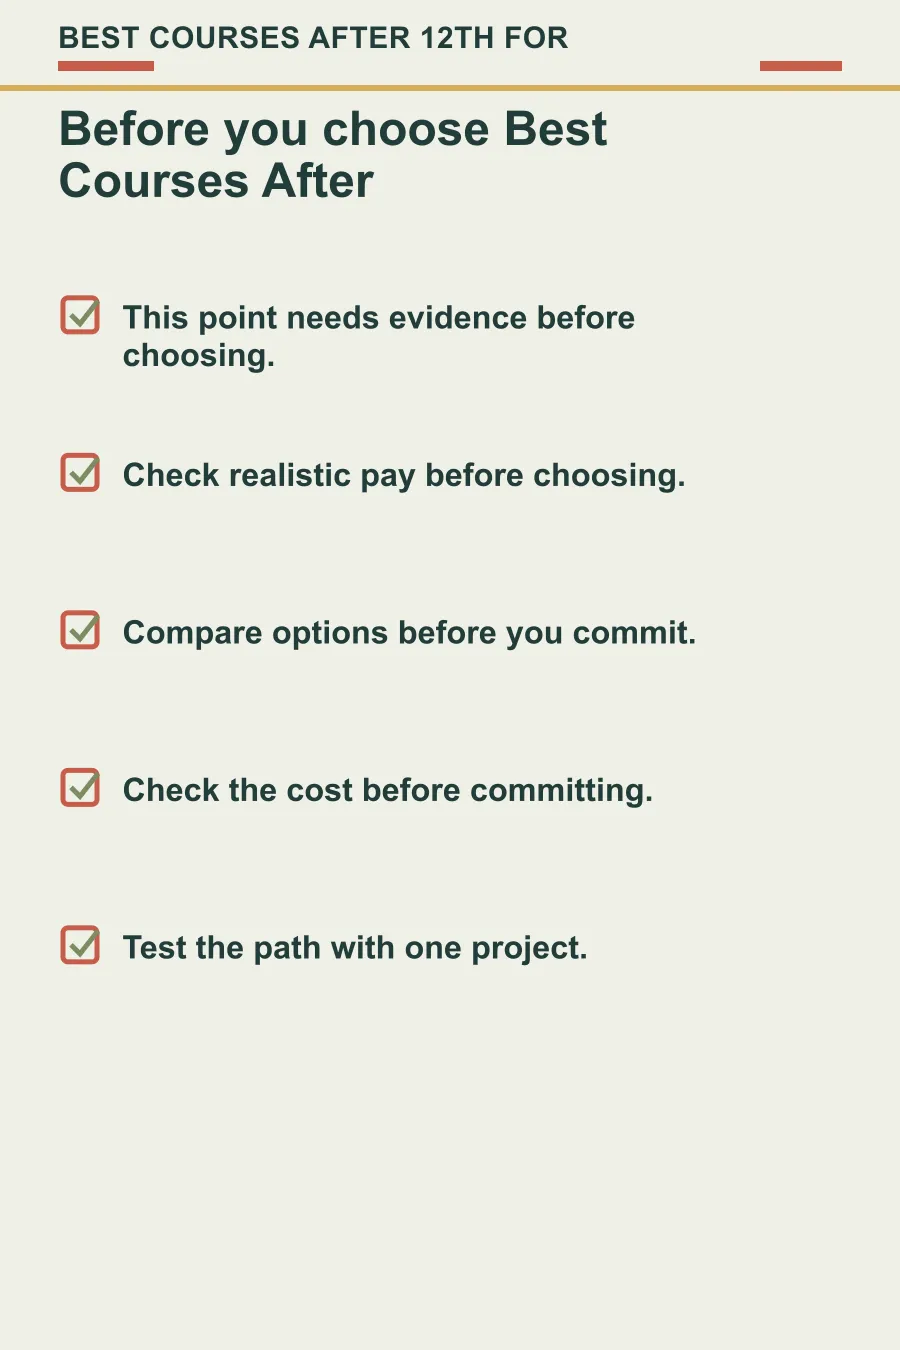 BEST COURSES AFTER 12TH FOR
Before you choose Best
Courses After
This point needs evidence before
choosing.
Check realistic pay before choosing.
Compare options before you commit.
Check the cost before committing.
Test the path with one project.